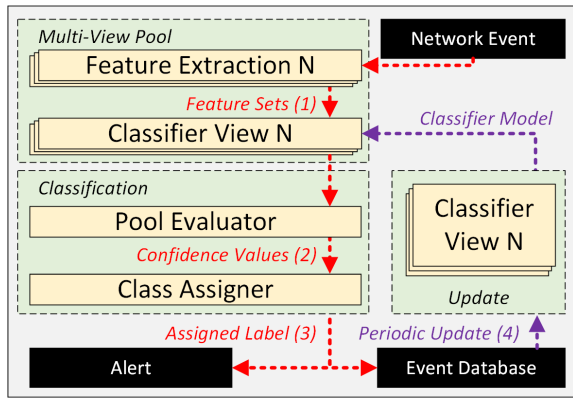 Multi-View Pool
Network Event
Feature Extraction N
Feature Sets (1)
Classifier Model
Classifier View N
Classification
Pool Evaluator
Confidence Values (2)
Class Assigner
Classifier
View N
Update
Assigned Label (3)
Periodic Update (4)
Alert
Event Database